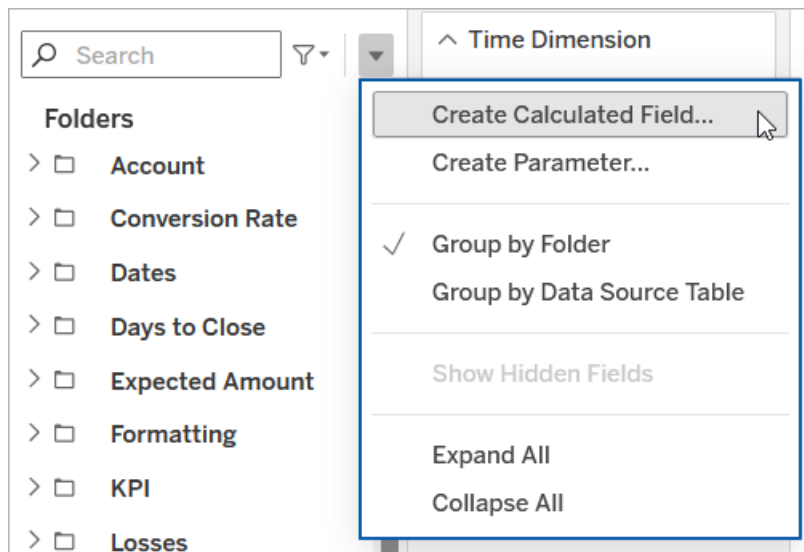 Search
Folders
Account
Conversion Rate
Dates
Days to Close
Expected Amount
Formatting
KPI
Losses
Time Dimension
Create Calculated Field...
Create Parameter...
Group by Folder
Group by Data Source Table
Show Hidden Fields
Expand All
Collapse All